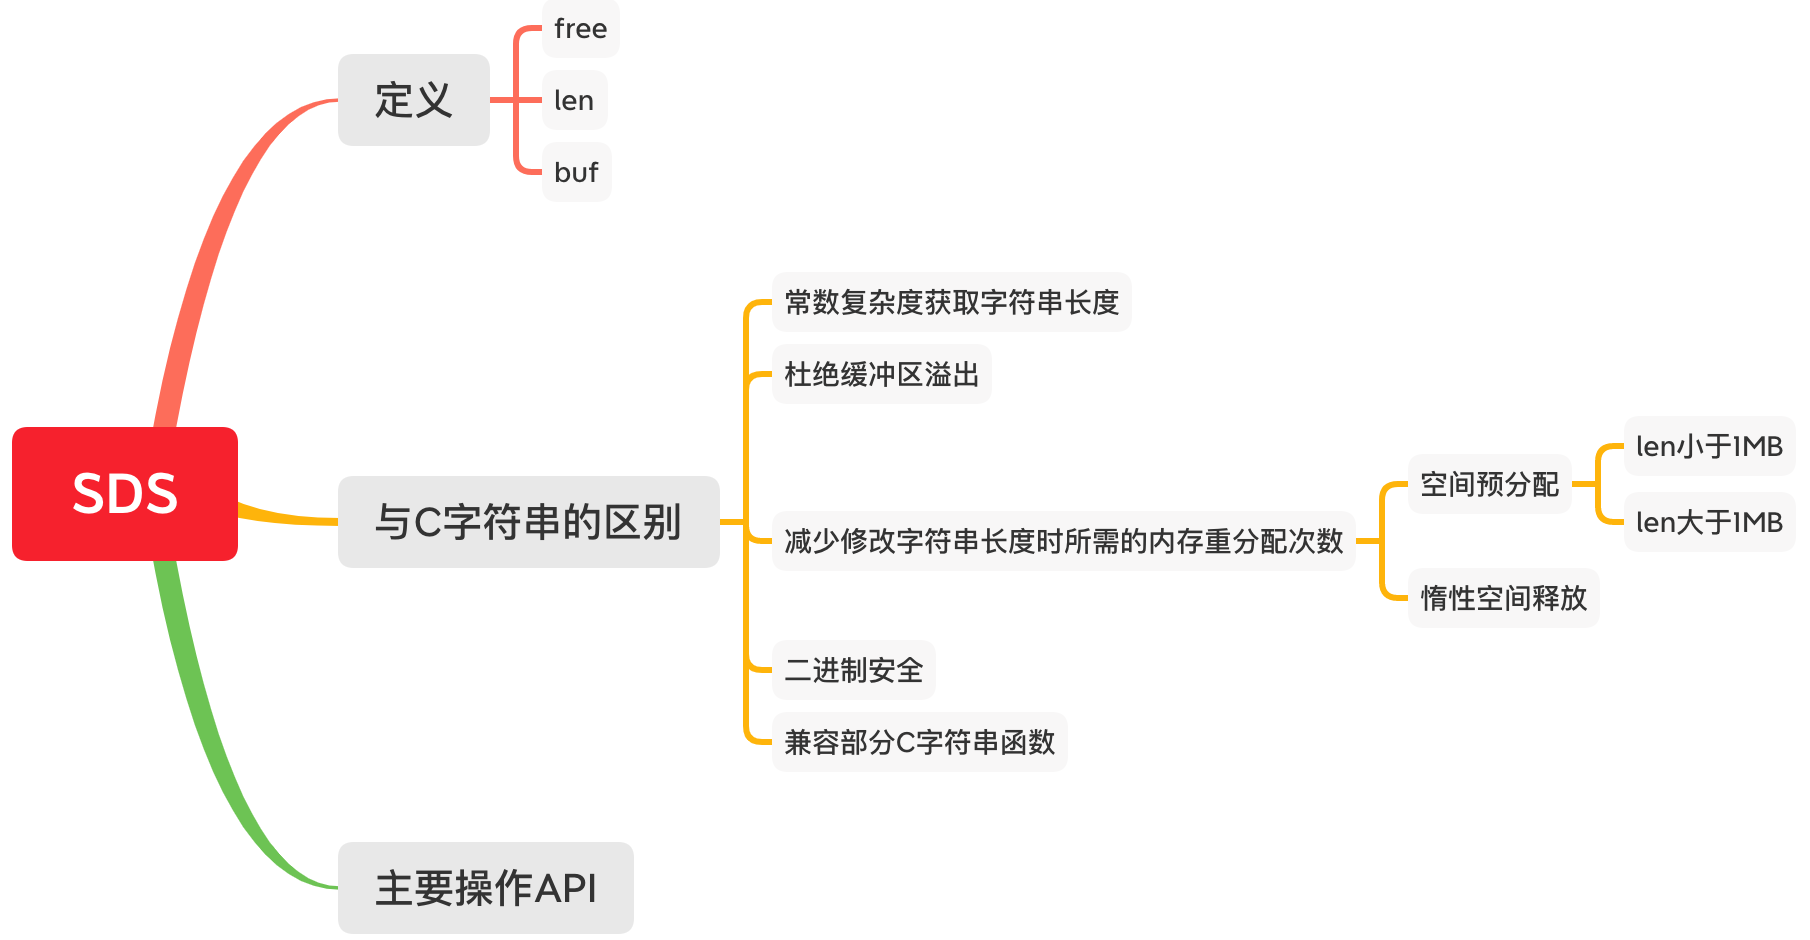 SDS
定义
free
len
buf
与C字符串的区别
常数复杂度获取字符串长度
杜绝缓冲区溢出
减少修改字符串长度时所需的内存重分配次数
空间预分配
len小于1MB
len大于1MB
惰性空间释放
二进制安全
兼容部分C字符串函数
主要操作API